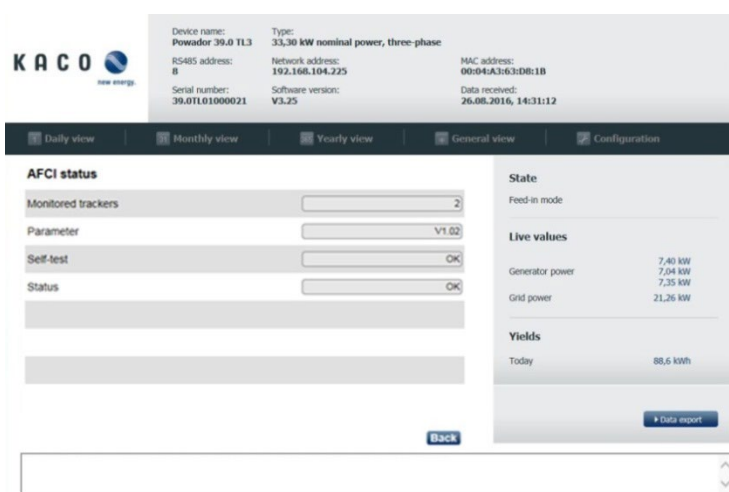 KACO
new energy.
Device name:
Powador 39.0 TL3
Type:
33,30 kW nominal power, three-phase
RS485 address:
8
Network address:
192.168.104.225
MAC address:
00:04:A3:63:D8:1B
Serial number:
39.0TL01000021
Software version:
V3.25
Data received:
26.08.2016, 14:31:12
Daily view
Monthly view
Yearly view
General view
Configuration
AFCI status
Monitored trackers 2
Parameter V1.02
Self-test OK
Status OK
Back
State
Feed-in mode
Live values
Generator power
7,40 kW
7,04 kW
7,35 kW
Grid power 21,26 kW
Yields
Today 88,6 kWh
Data export